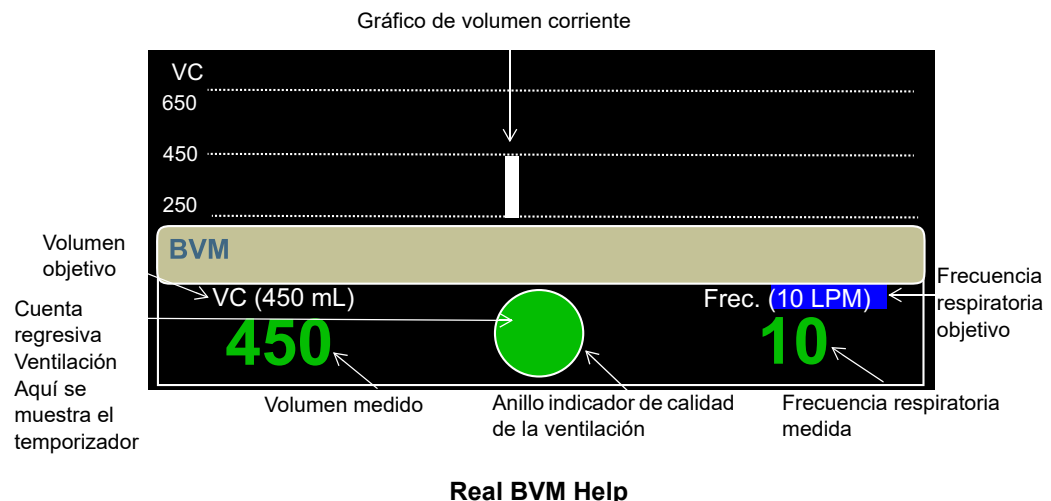 Gráfico de volumen corriente
VC
650
450
250
BVM
Volumen
objetivo
VC (450 mL)
Frec. (10 LPM)
Frecuencia
respiratoria
objetivo
Cuenta
regresiva
Ventilación
Aquí se
muestra el
temporizador
450
10
Volumen medido
Anillo indicador de calidad
de la ventilación
Frecuencia respiratoria
medida
Real BVM Help